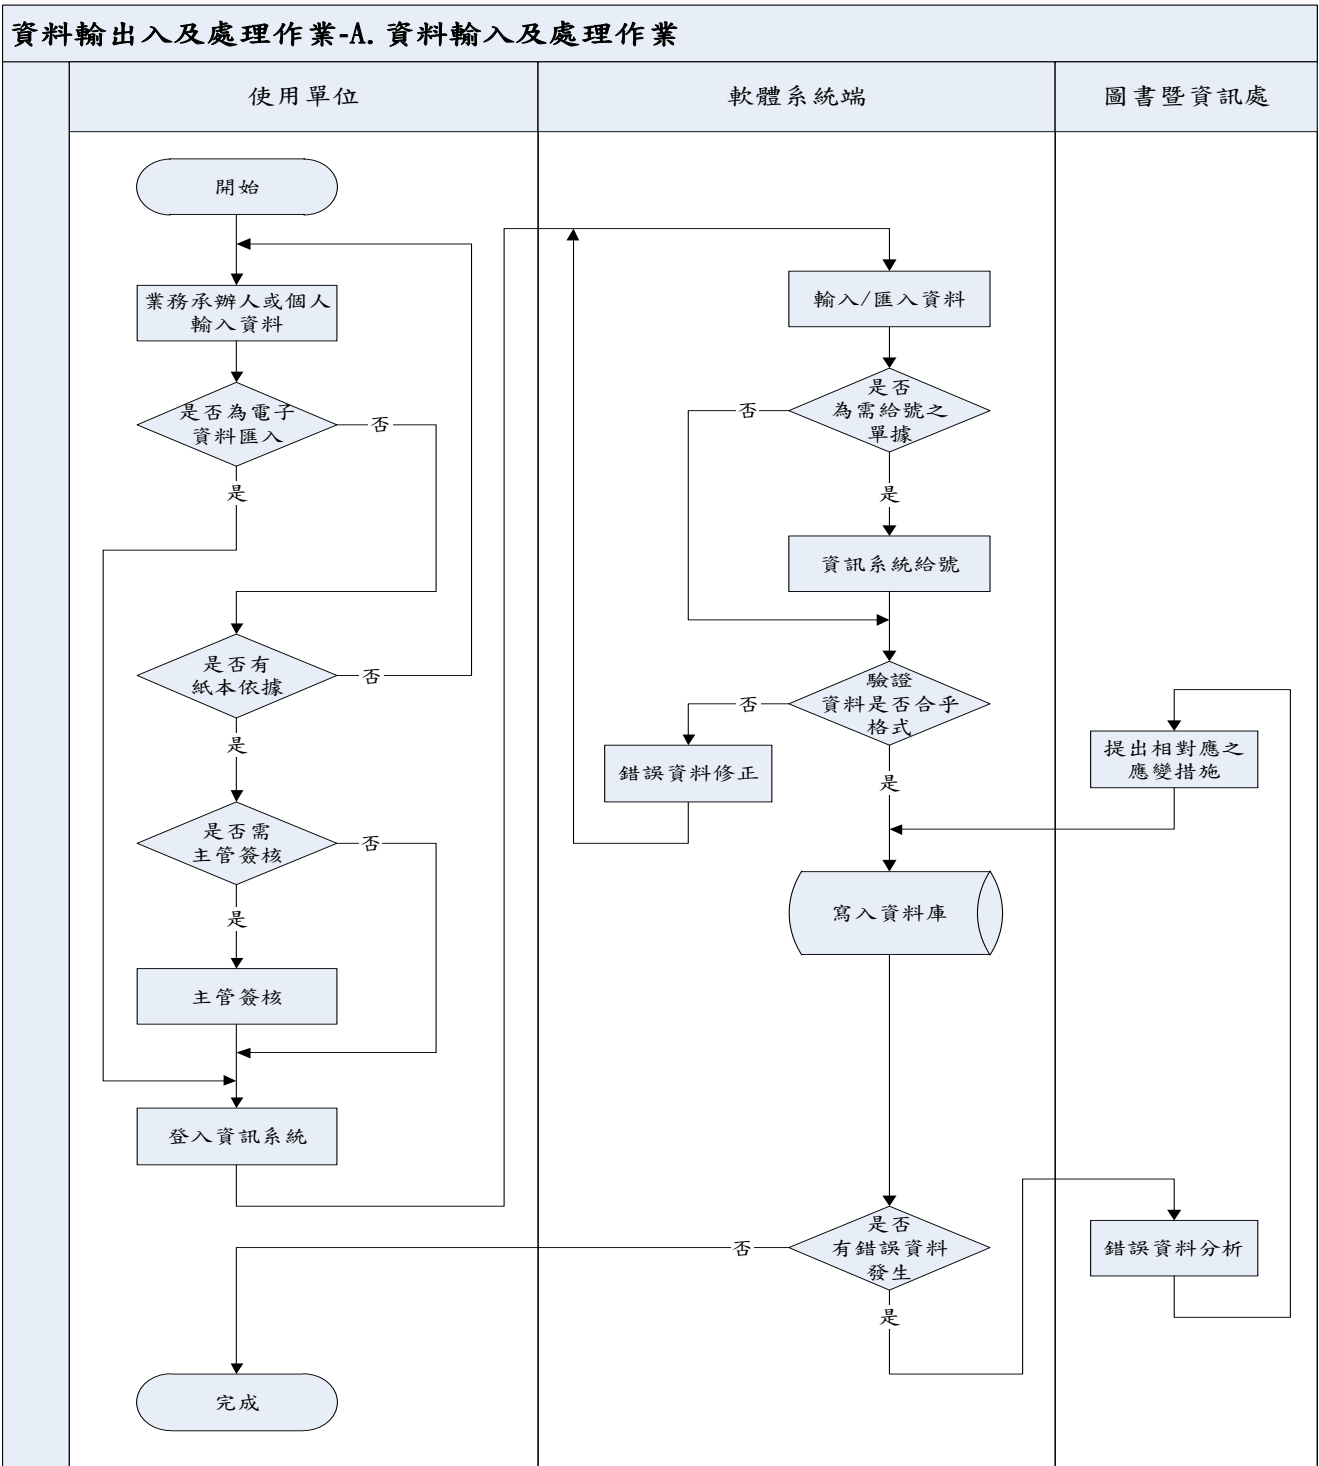 資料輸出入及處理作業-A. 資料輸入及處理作業
使用單位
軟體系統端
圖書暨資訊處
開始
業務承辦人或個人
輸入資料
是否為電子
資料匯入
否
是
是否有
紙本依據
否
是
是否需
主管簽核
否
是
主管簽核
登入資訊系統
完成
輸入/匯入資料
是否
為需給號之
單據
否
是
資訊系統給號
驗證
資料是否合乎
格式
否
是
錯誤資料修正
寫入資料庫
是否
有錯誤資料
發生
否
是
提出相對應之
應變措施
錯誤資料分析